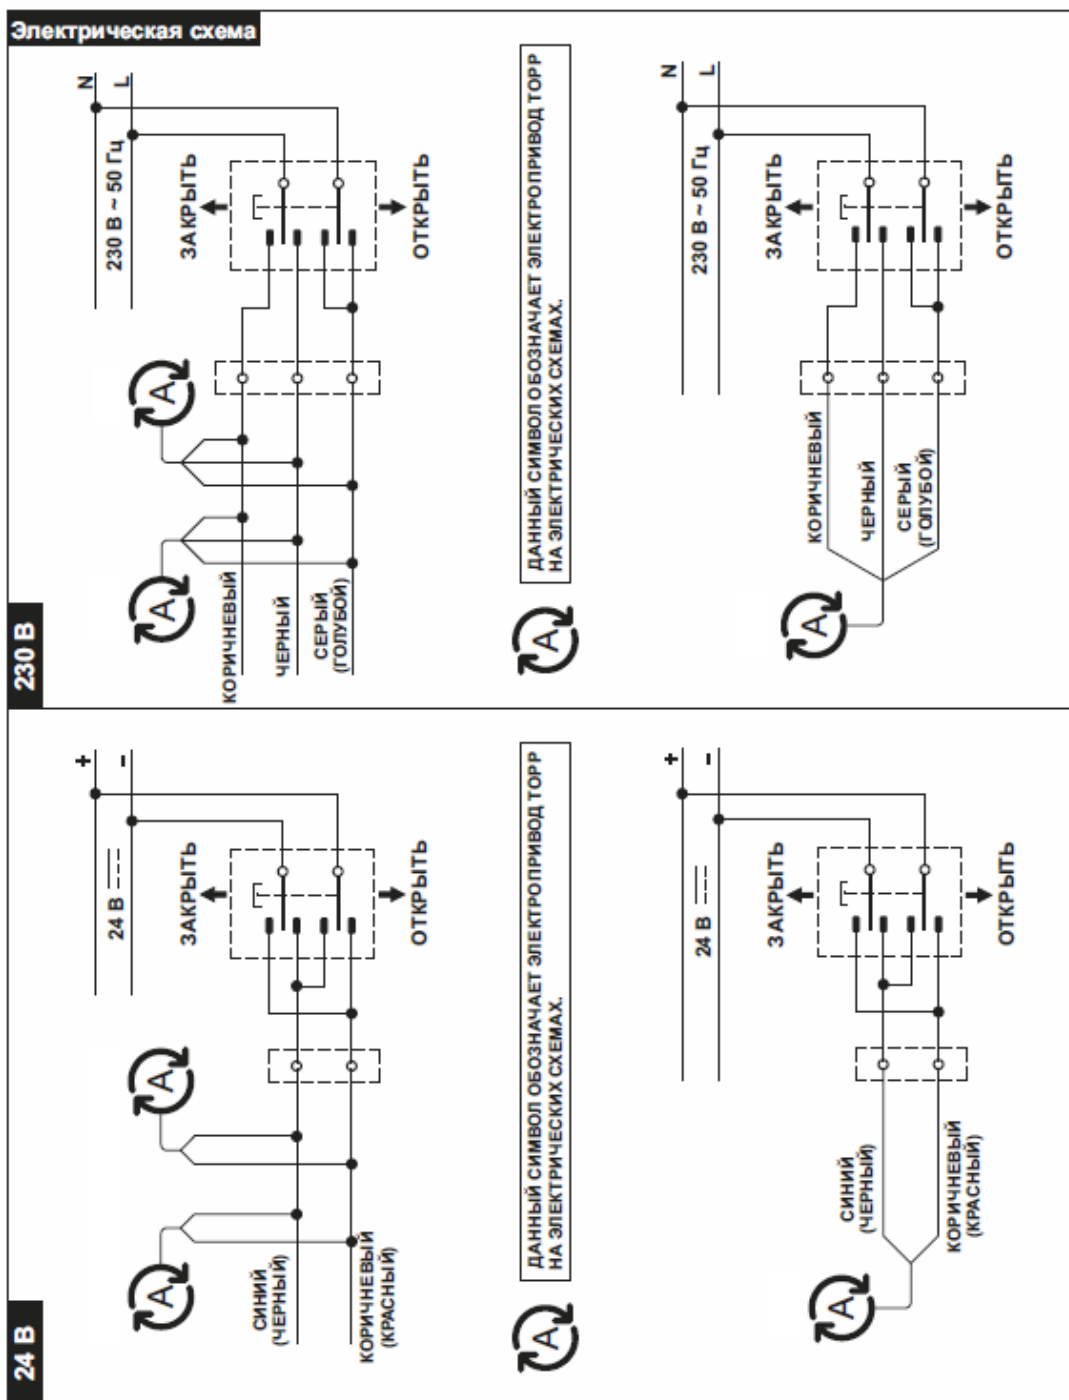 Электрическая схема
230 В
N
L
230 В ~ 50 Гц
ЗАКРЫТЬ
ОТКРЫТЬ
A
A
КОРИЧНЕВЫЙ
ЧЕРНЫЙ
СЕРЫЙ
(ГОЛУБОЙ)
ДАННЫЙ СИМВОЛ ОБОЗНАЧАЕТ ЭЛЕКТРОПРИВОД ТОРР
НА ЭЛЕКТРИЧЕСКИХ СХЕМАХ.
A
N
L
230 В ~ 50 Гц
ЗАКРЫТЬ
ОТКРЫТЬ
КОРИЧНЕВЫЙ
ЧЕРНЫЙ
СЕРЫЙ
(ГОЛУБОЙ)
A
24 В
+
-
24 В
ЗАКРЫТЬ
ОТКРЫТЬ
A
A
СИНИЙ
(ЧЕРНЫЙ)
КОРИЧНЕВЫЙ
(КРАСНЫЙ)
ДАННЫЙ СИМВОЛ ОБОЗНАЧАЕТ ЭЛЕКТРОПРИВОД ТОРР
НА ЭЛЕКТРИЧЕСКИХ СХЕМАХ.
A
+
-
24 В
ЗАКРЫТЬ
ОТКРЫТЬ
СИНИЙ
(ЧЕРНЫЙ)
КОРИЧНЕВЫЙ
(КРАСНЫЙ)
A